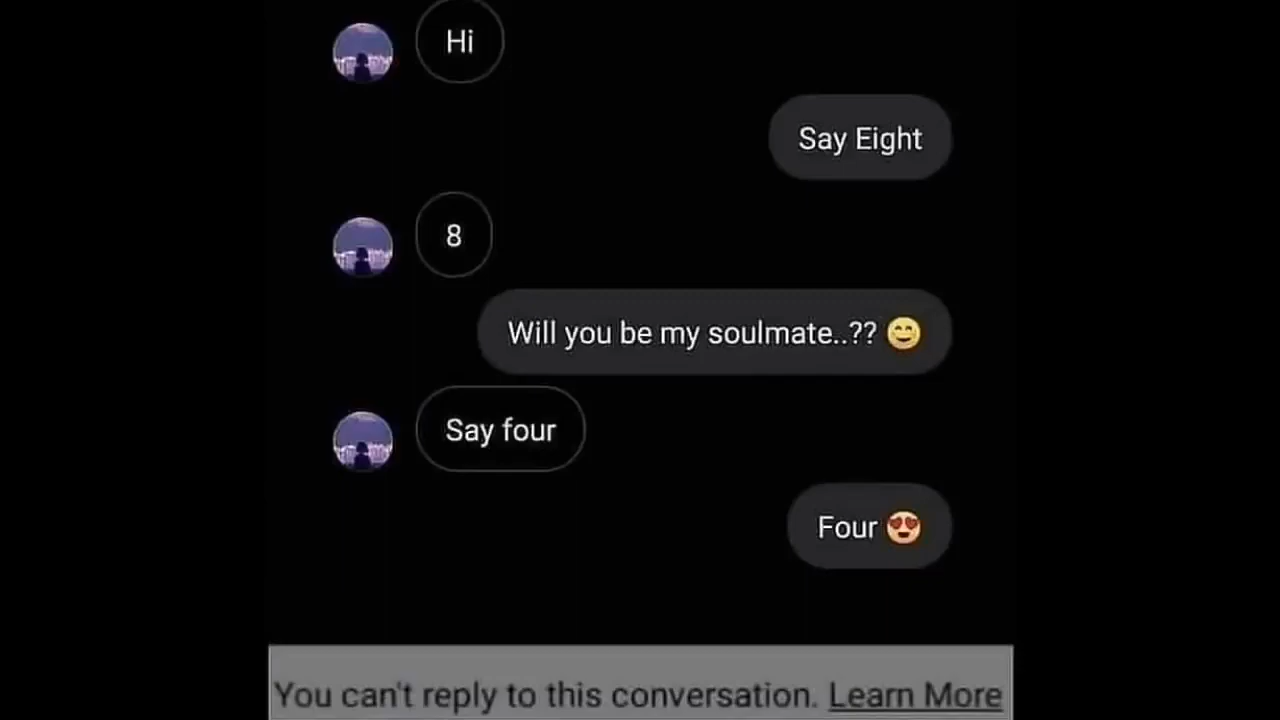 Hi
Say Eight
8
Will you be my soulmate..?? 😊
Say four
Four 😍
You can't reply to this conversation. Learn More